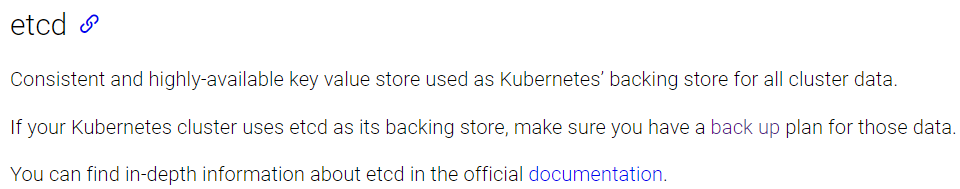 etcd
Consistent and highly-available key value store used as Kubernetes’ backing store for all cluster data.
If your Kubernetes cluster uses etcd as its backing store, make sure you have a back up plan for those data.
You can find in-depth information about etcd in the official documentation.